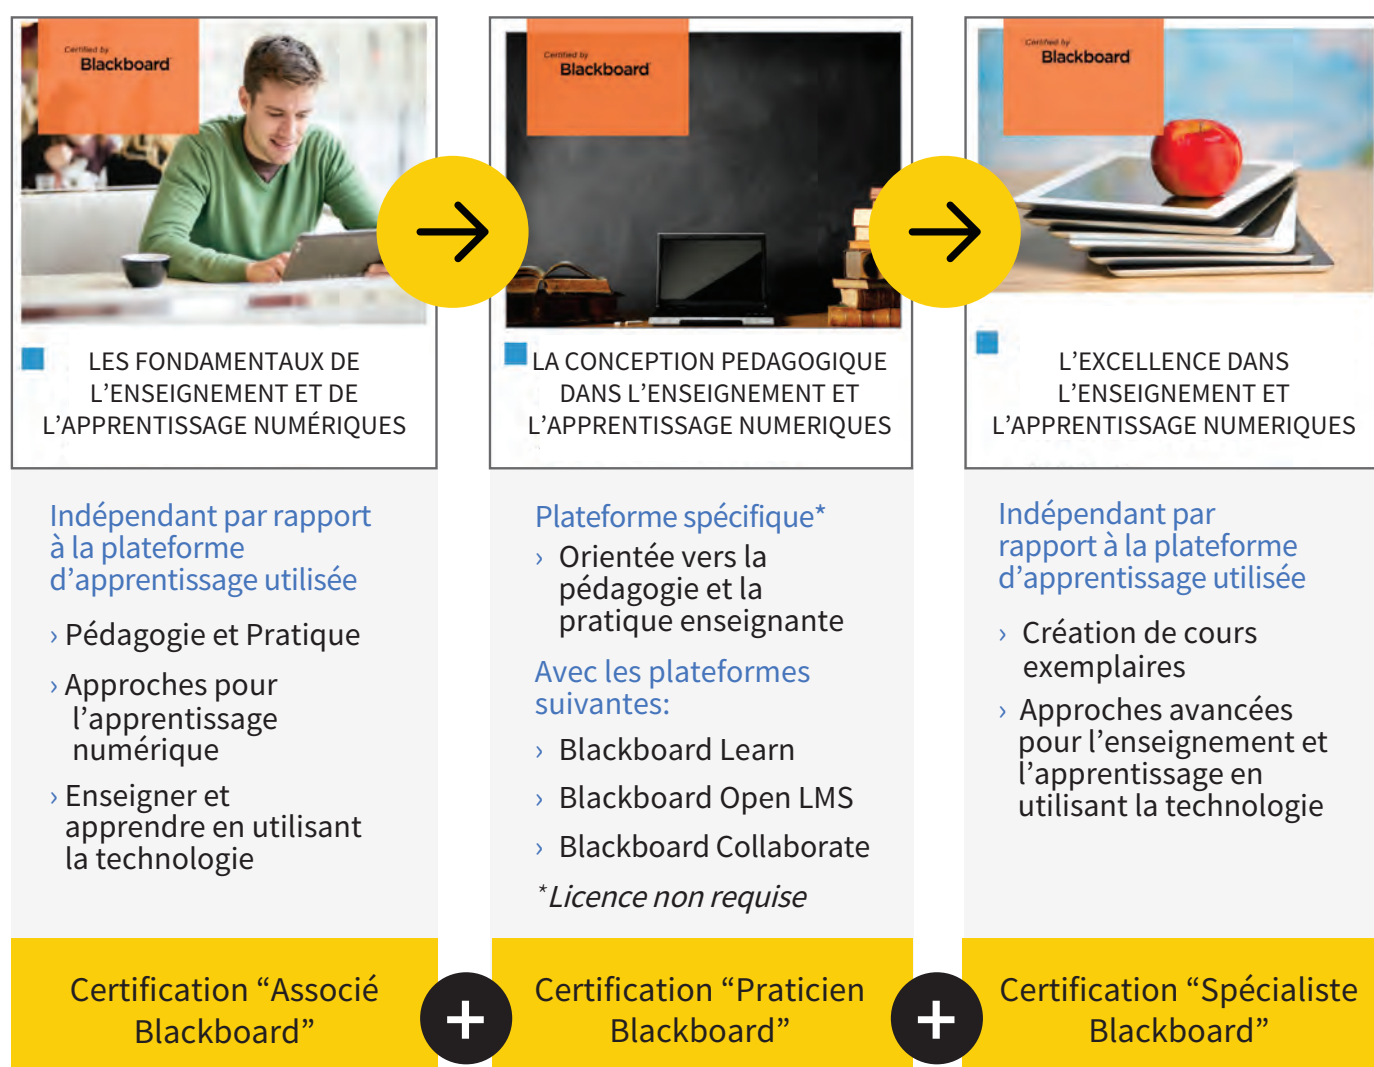 Certified by
Blackboard
LES FONDAMENTAUX DE
L’ENSEIGNEMENT ET DE
L’APPRENTISSAGE NUMÉRIQUES
Indépendant par rapport
à la plateforme
d’apprentissage utilisée
› Pédagogie et Pratique
› Approches pour
l’apprentissage
numérique
› Enseigner et
apprendre en utilisant
la technologie
Certification “Associé
Blackboard”
+
Certified by
Blackboard
LA CONCEPTION PEDAGOGIQUE
DANS L’ENSEIGNEMENT ET
L’APPRENTISSAGE NUMERIQUES
Plateforme spécifique*
› Orientée vers la
pédagogie et la
pratique enseignante
Avec les plateformes
suivantes:
› Blackboard Learn
› Blackboard Open LMS
› Blackboard Collaborate
*Licence non requise
Certification “Praticien
Blackboard”
+
Certified by
Blackboard
L’EXCELLENCE DANS
L’ENSEIGNEMENT ET
L’APPRENTISSAGE NUMERIQUES
Indépendant par
rapport à la plateforme
d’apprentissage utilisée
› Création de cours
exemplaires
› Approches avancées
pour l’enseignement et
l’apprentissage en
utilisant la technologie
Certification “Spécialiste
Blackboard”